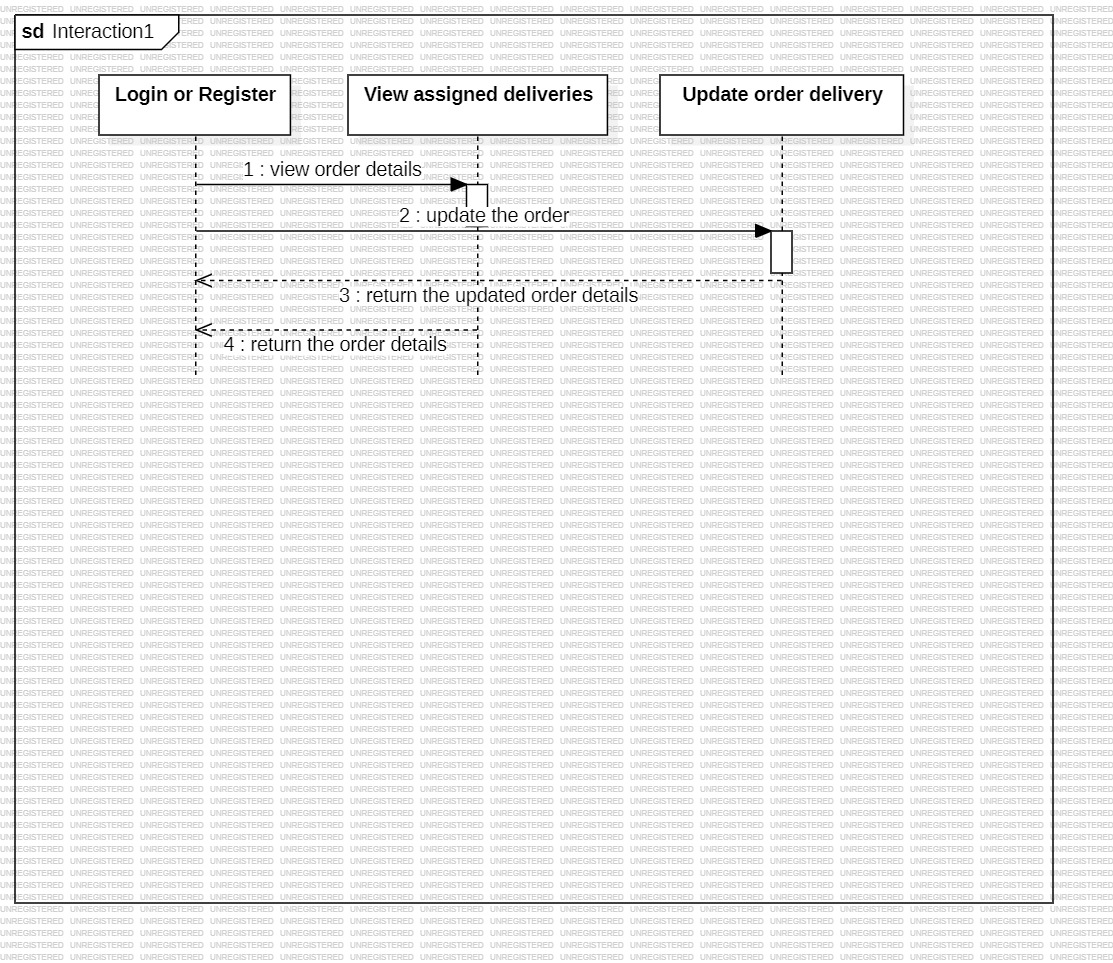 sd Interaction1
Login or Register
View assigned deliveries
Update order delivery
1 : view order details
2 : update the order
3 : return the updated order details
4 : return the order details
UNREGISTERED